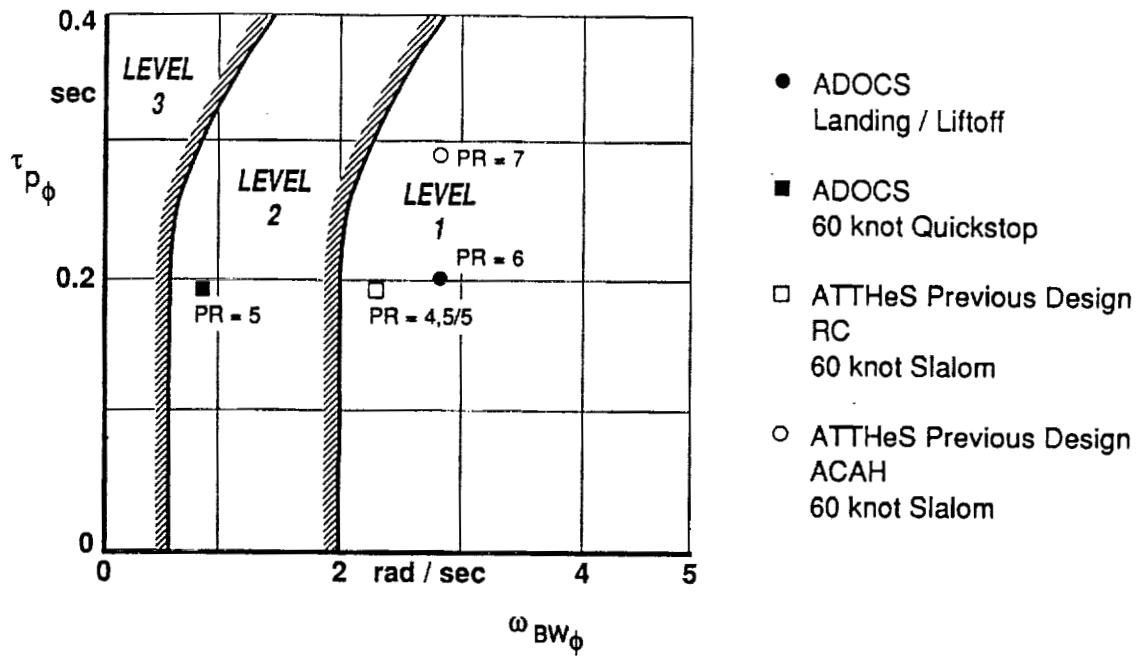 0.4
sec
τpϕ
0.2
0
LEVEL
3
LEVEL
2
LEVEL
1
PR = 7
PR = 6
PR = 5
PR = 4,5/5
0 2 rad / sec 4 5
ωBWϕ
● ADOCS
Landing / Liftoff
■ ADOCS
60 knot Quickstop
□ ATTHeS Previous Design
RC
60 knot Slalom
○ ATTHeS Previous Design
ACAH
60 knot Slalom